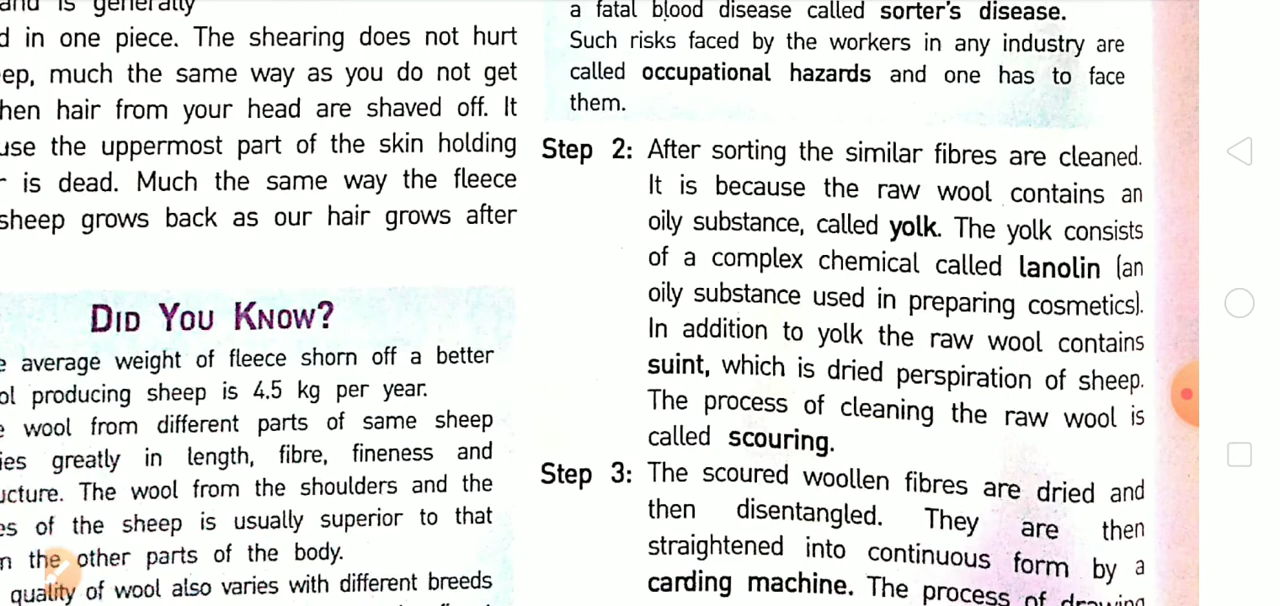 is generally
in one piece. The shearing does not hurt
much the same way as you do not get
hair from your head are shaved off. It
the uppermost part of the skin holding
is dead. Much the same way the fleece
sheep grows back as our hair grows after
DID YOU KNOW?
average weight of fleece shorn off a better
producing sheep is 4.5 kg per year.
wool from different parts of same sheep
greatly in length, fibre, fineness and
The wool from the shoulders and the
of the sheep is usually superior to that
the other parts of the body.
quality of wool also varies with different breeds
a fatal blood disease called sorter's disease.
Such risks faced by the workers in any industry are
called occupational hazards and one has to face
them.
Step 2: After sorting the similar fibres are cleaned.
It is because the raw wool contains an
oily substance, called yolk. The yolk consists
of a complex chemical called lanolin (an
oily substance used in preparing cosmetics).
In addition to yolk the raw wool contains
suint, which is dried perspiration of sheep.
The process of cleaning the raw wool is
called scouring.
Step 3: The scoured woollen fibres are dried and
then disentangled. They are then
straightened into continuous form by a
carding machine. The process of drawing